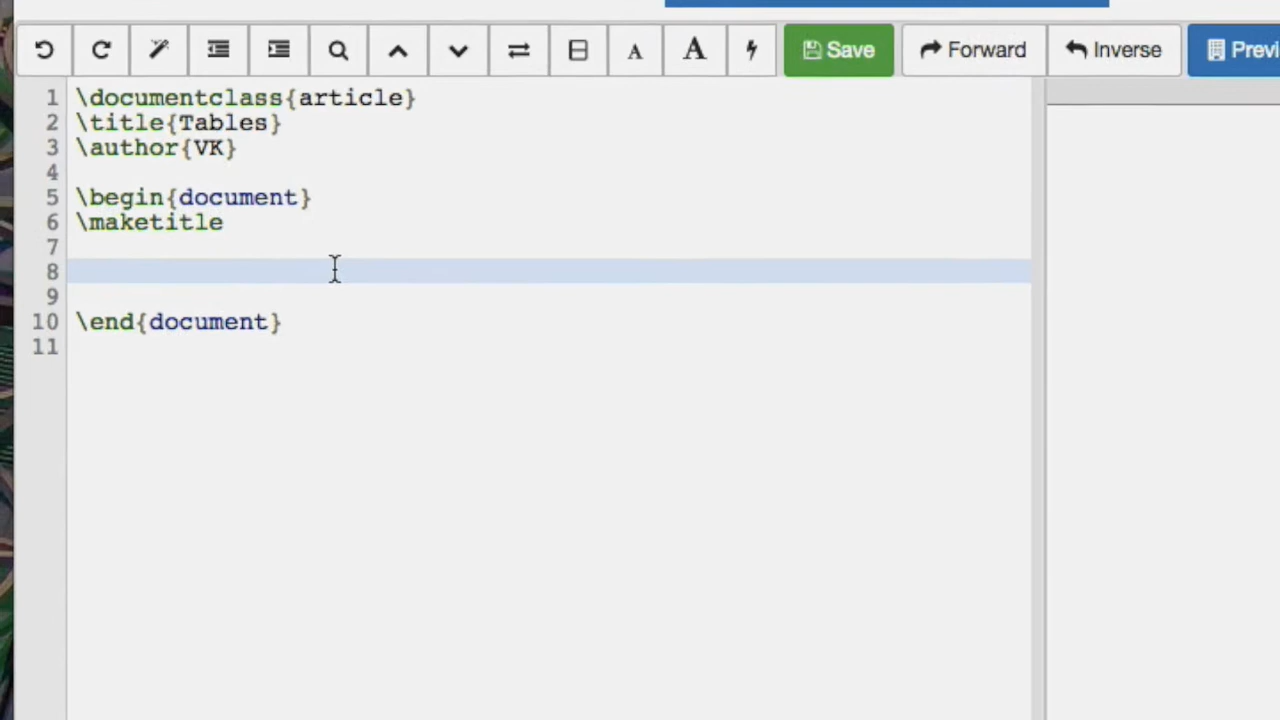 A A Save Forward Inverse Previ
1 \documentclass{article}
2 \title{Tables}
3 \author{VK}
4
5 \begin{document}
6 \maketitle
7
8
9
10 \end{document}
11